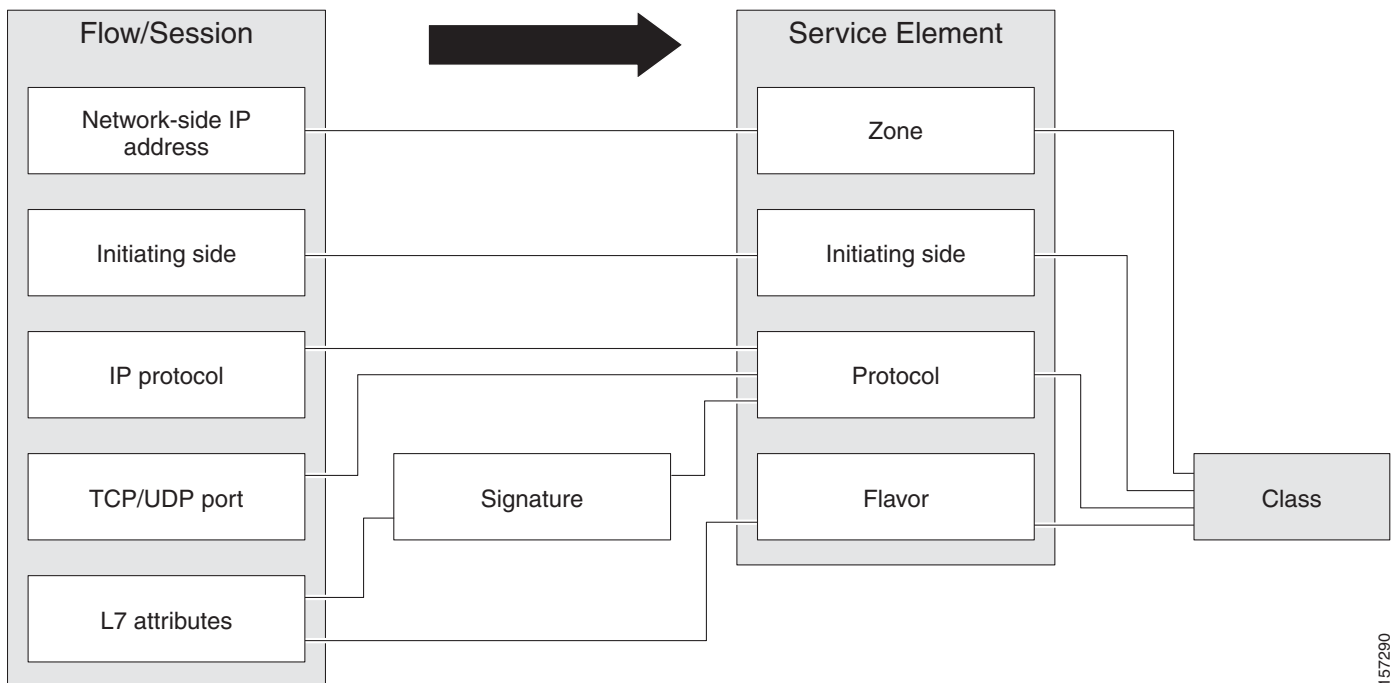 Flow/Session
Service Element
Network-side IP
address
Zone
Initiating side
Initiating side
IP protocol
Protocol
TCP/UDP port
Signature
Flavor
Class
L7 attributes
157290